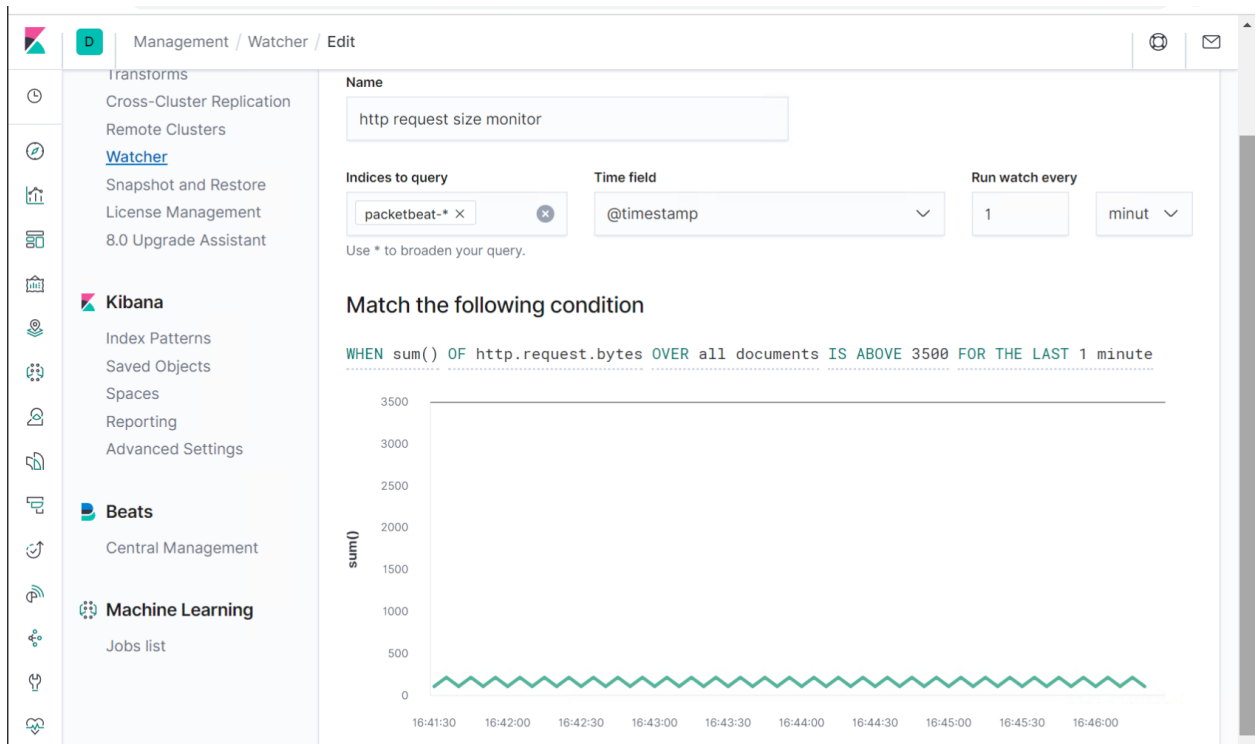 D Management / Watcher / Edit
Transforms
Cross-Cluster Replication
Remote Clusters
Watcher
Snapshot and Restore
License Management
8.0 Upgrade Assistant
Kibana
Index Patterns
Saved Objects
Spaces
Reporting
Advanced Settings
Beats
Central Management
Machine Learning
Jobs list
Name
http request size monitor
Indices to query Time field Run watch every
packetbeat-* × @timestamp 1 minut
Use * to broaden your query.
Match the following condition
WHEN sum() OF http.request.bytes OVER all documents IS ABOVE 3500 FOR THE LAST 1 minute
3500
3000
2500
2000
1500
1000
500
0
sum()
16:41:30 16:42:00 16:42:30 16:43:00 16:43:30 16:44:00 16:44:30 16:45:00 16:45:30 16:46:00